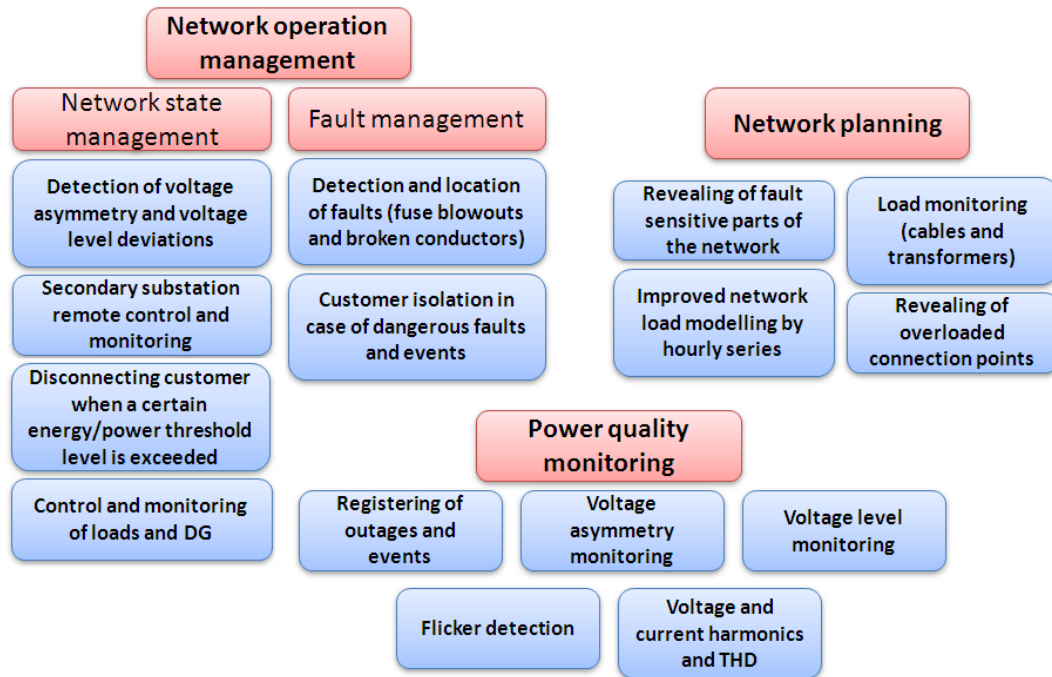 Network operation
management
Network state
management
Detection of voltage
asymmetry and voltage
level deviations
Secondary substation
remote control and
monitoring
Disconnecting customer
when a certain
energy/power threshold
level is exceeded
Control and monitoring
of loads and DG
Fault management
Detection and location
of faults (fuse blowouts
and broken conductors)
Customer isolation in
case of dangerous faults
and events
Network planning
Revealing of fault
sensitive parts of
the network
Load monitoring
(cables and
transformers)
Improved network
load modelling by
hourly series
Revealing of
overloaded
connection points
Power quality
monitoring
Registering of
outages and
events
Voltage
asymmetry
monitoring
Voltage level
monitoring
Flicker detection
Voltage and
current harmonics
and THD